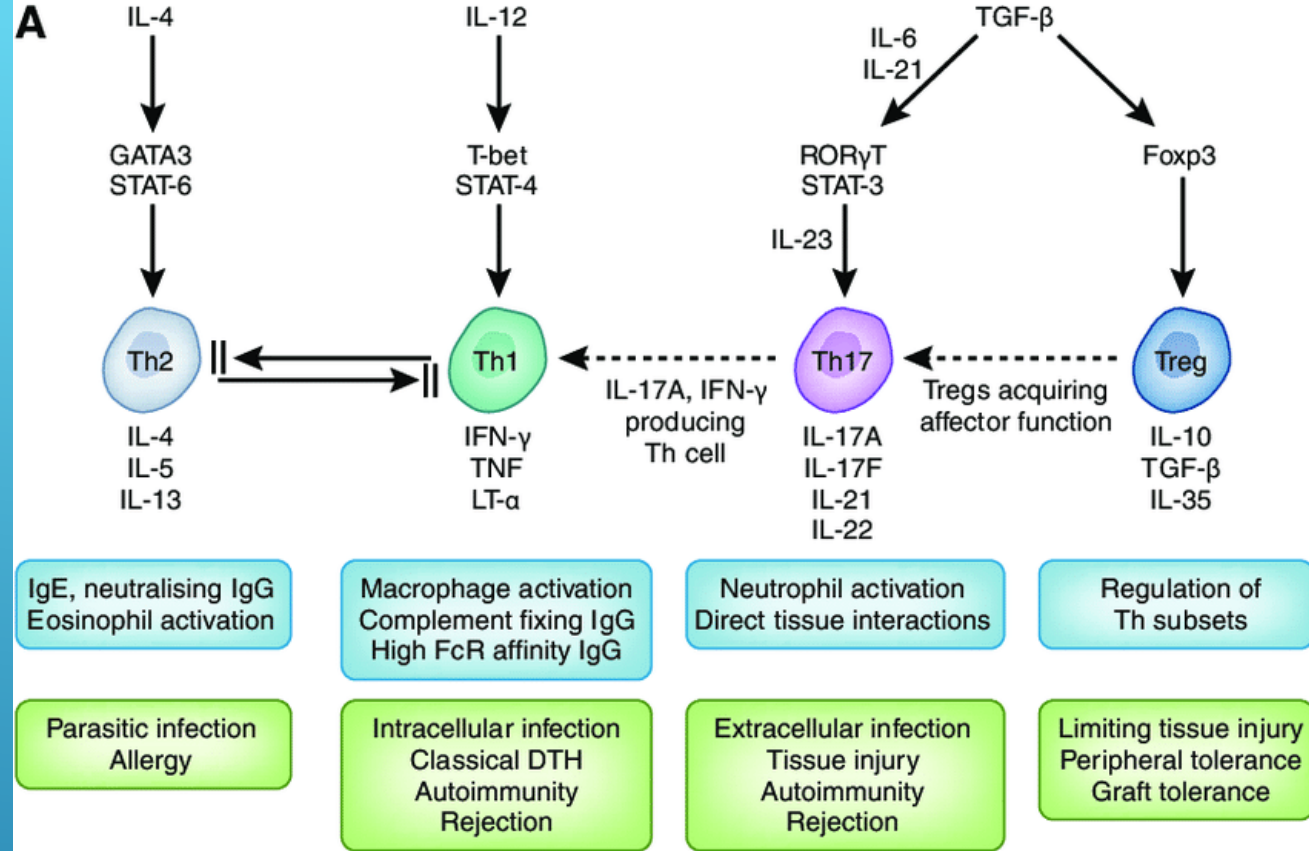 A
IL-4
IL-12
TGF-β
IL-6
IL-21
GATA3
STAT-6
T-bet
STAT-4
RORγT
STAT-3
Foxp3
IL-23
Th2
Th1
Th17
Treg
IL-17A, IFN-γ
producing
Th cell
Tregs acquiring
affector function
IL-4
IL-5
IL-13
IFN-γ
TNF
LT-α
IL-17A
IL-17F
IL-21
IL-22
IL-10
TGF-β
IL-35
IgE, neutralising IgG
Eosinophil activation
Macrophage activation
Complement fixing IgG
High FcR affinity IgG
Neutrophil activation
Direct tissue interactions
Regulation of
Th subsets
Parasitic infection
Allergy
Intracellular infection
Classical DTH
Autoimmunity
Rejection
Extracellular infection
Tissue injury
Autoimmunity
Rejection
Limiting tissue injury
Peripheral tolerance
Graft tolerance